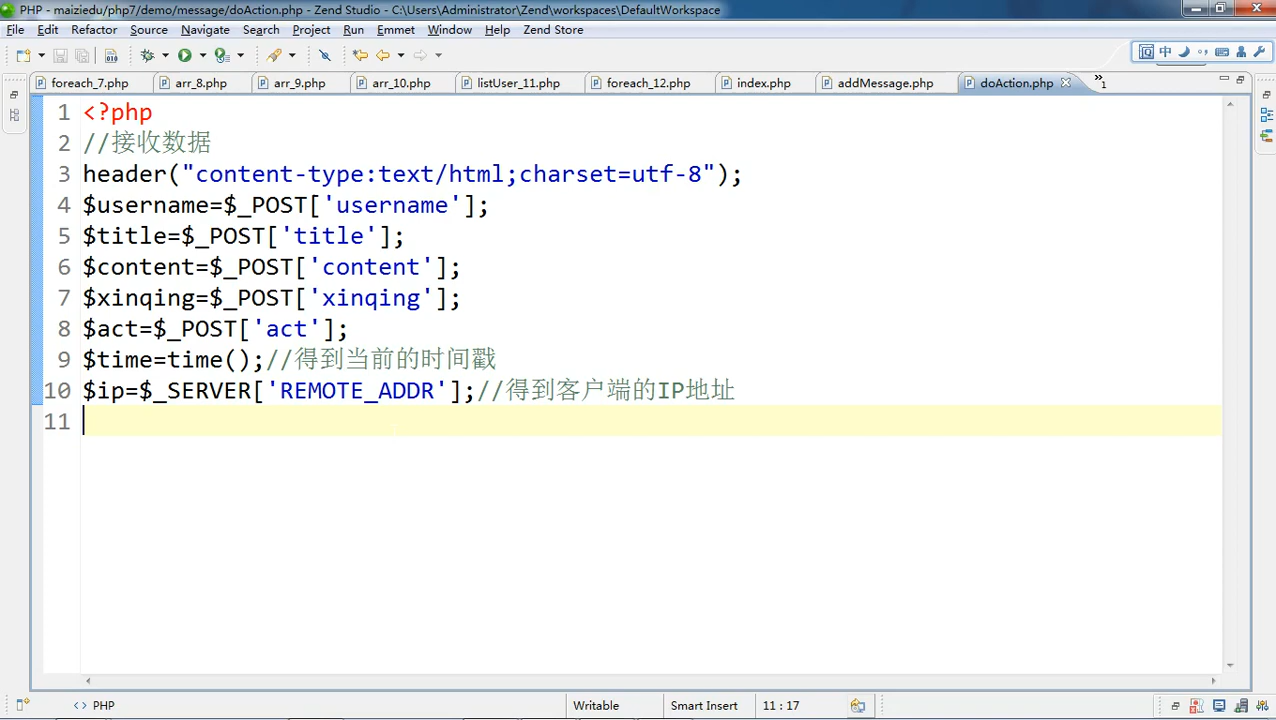 PHP - maiziedu/php7/demo/message/doAction.php - Zend Studio - C:\Users\Administrator\Zend\workspaces\DefaultWorkspace
File Edit Refactor Source Navigate Search Project Run Emmet Window Help Zend Store
中
foreach_7.php arr_8.php arr_9.php arr_10.php listUser_11.php foreach_12.php index.php addMessage.php doAction.php »1
1 <?php
2 //接收数据
3 header("content-type:text/html;charset=utf-8");
4 $username=$_POST['username'];
5 $title=$_POST['title'];
6 $content=$_POST['content'];
7 $xinqing=$_POST['xinqing'];
8 $act=$_POST['act'];
9 $time=time();//得到当前的时间戳
10 $ip=$_SERVER['REMOTE_ADDR'];//得到客户端的IP地址
11
<> PHP Writable Smart Insert 11 : 17